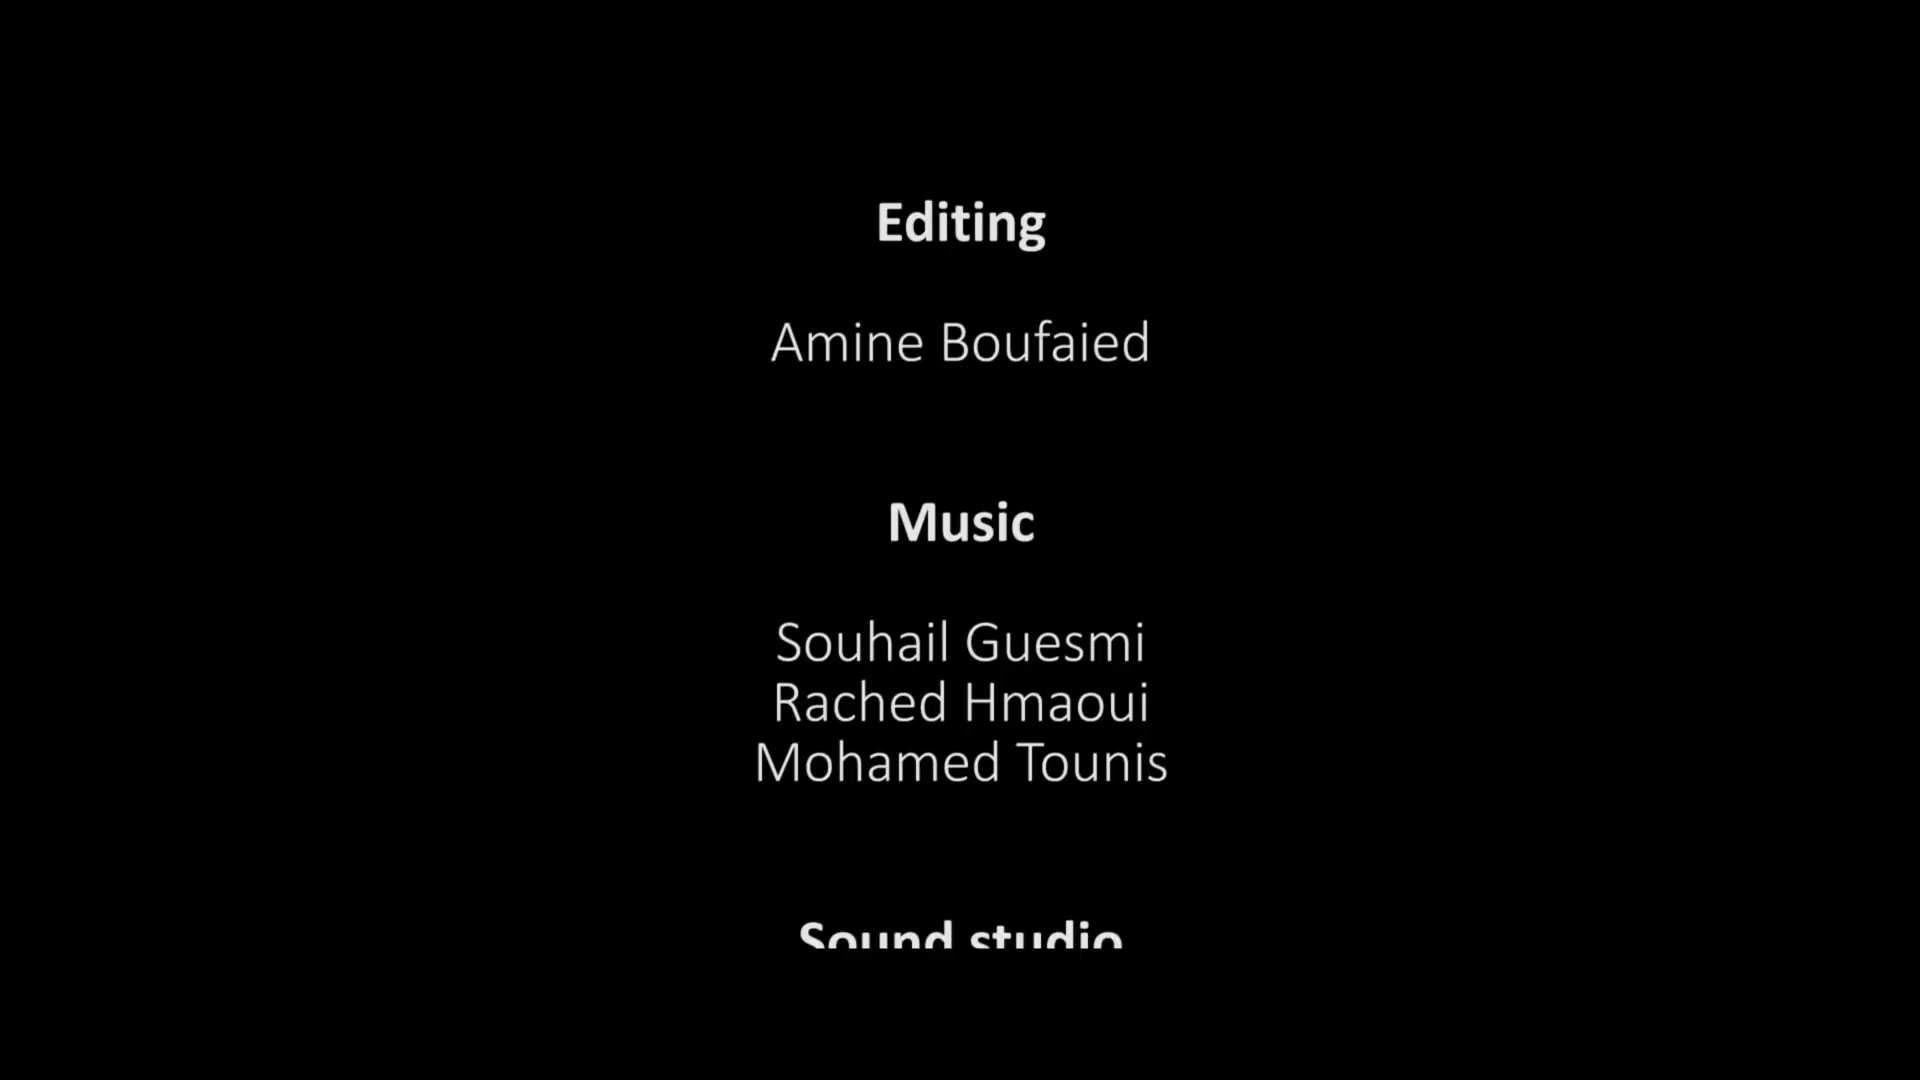 Editing
Amine Boufaied
Music
Souhail Guesmi
Rached Hmaoui
Mohamed Tounis
Sound studio